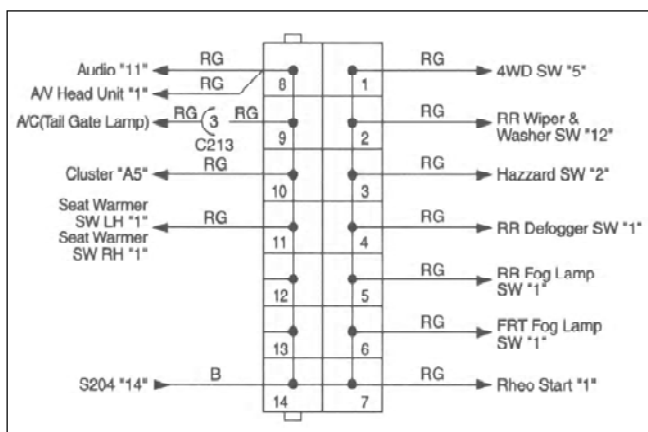 Audio "11"
RG
RG
4WD SW "5"
8
1
A/V Head Unit "1"
RG
A/C(Tail Gate Lamp)
RG
3
RG
C213
9
2
RG
RR Wiper &
Washer SW "12"
Cluster "A5"
RG
10
3
RG
Hazzard SW "2"
Seat Warmer
SW LH "1"
Seat Warmer
SW RH "1"
RG
11
4
RG
RR Defogger SW "1"
12
5
RG
RR Fog Lamp
SW "1"
13
6
RG
FRT Fog Lamp
SW "1"
S204 "14"
B
14
7
RG
Rheo Start "1"